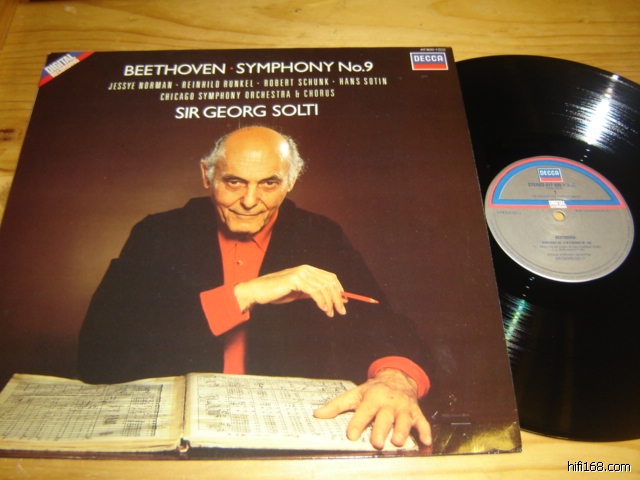 DIGITAL
DECCA
BEETHOVEN · SYMPHONY No.9
JESSYE NORMAN · REINHILD RUNKEL · ROBERT SCHUNK · HANS SOTIN
CHICAGO SYMPHONY ORCHESTRA & CHORUS
SIR GEORG SOLTI
DECCA
DIGITAL
hifi168.com